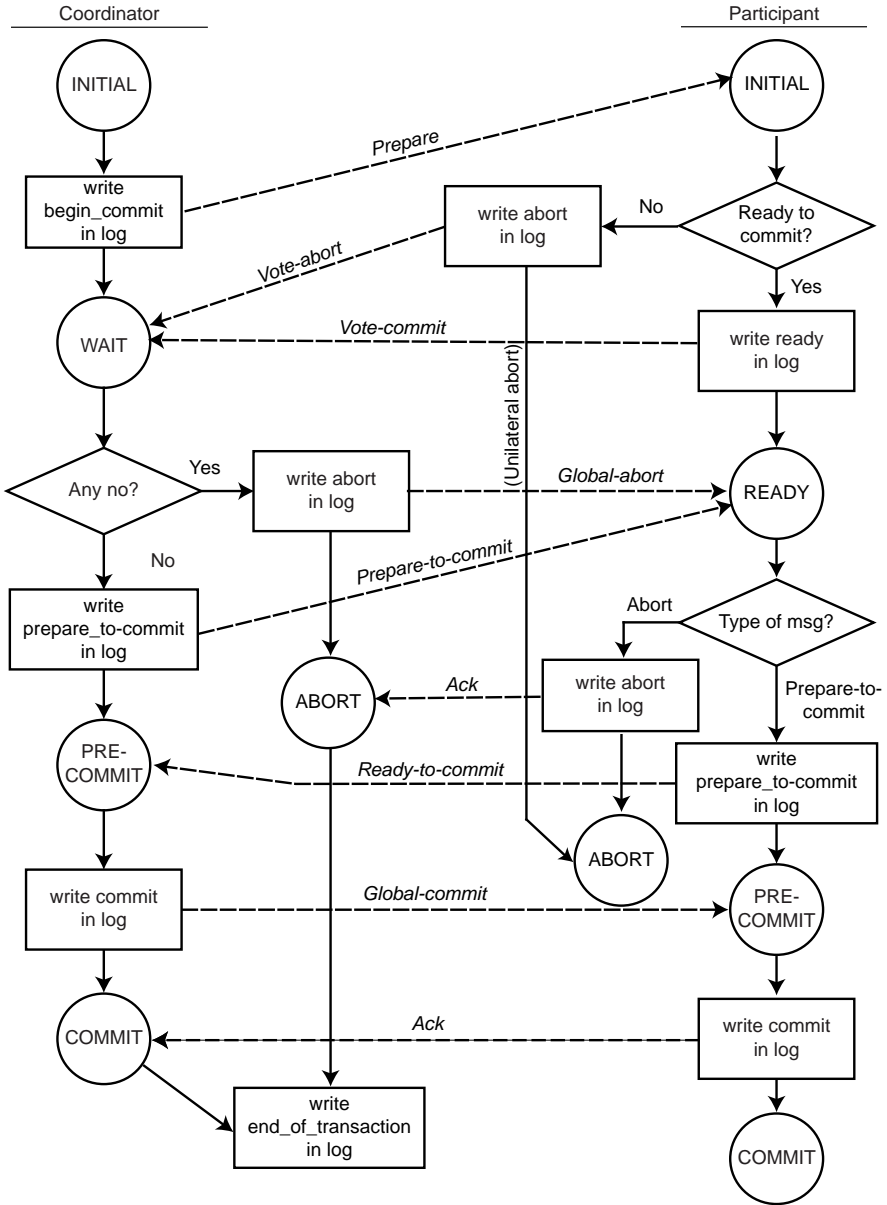 Coordinator
Participant
INITIAL
INITIAL
Prepare
write
begin_commit
in log
write abort
in log
No
Ready to
commit?
Vote-abort
Yes
Vote-commit
WAIT
write ready
in log
(Unilateral abort)
Any no?
Yes
write abort
in log
Global-abort
READY
No
Prepare-to-commit
write
prepare_to-commit
in log
Abort
Type of msg?
Ack
write abort
in log
ABORT
Prepare-to-
commit
PRE-
COMMIT
Ready-to-commit
write
prepare_to-commit
in log
ABORT
write commit
in log
Global-commit
PRE-
COMMIT
COMMIT
Ack
write commit
in log
write
end_of_transaction
in log
COMMIT